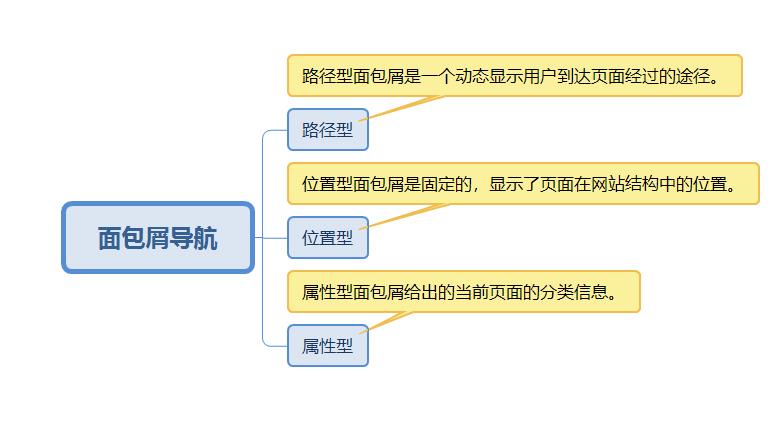 路径型面包屑是一个动态显示用户到达页面经过的途径。
路径型
位置型面包屑是固定的，显示了页面在网站结构中的位置。
面包屑导航
位置型
属性型面包屑给出的当前页面的分类信息。
属性型